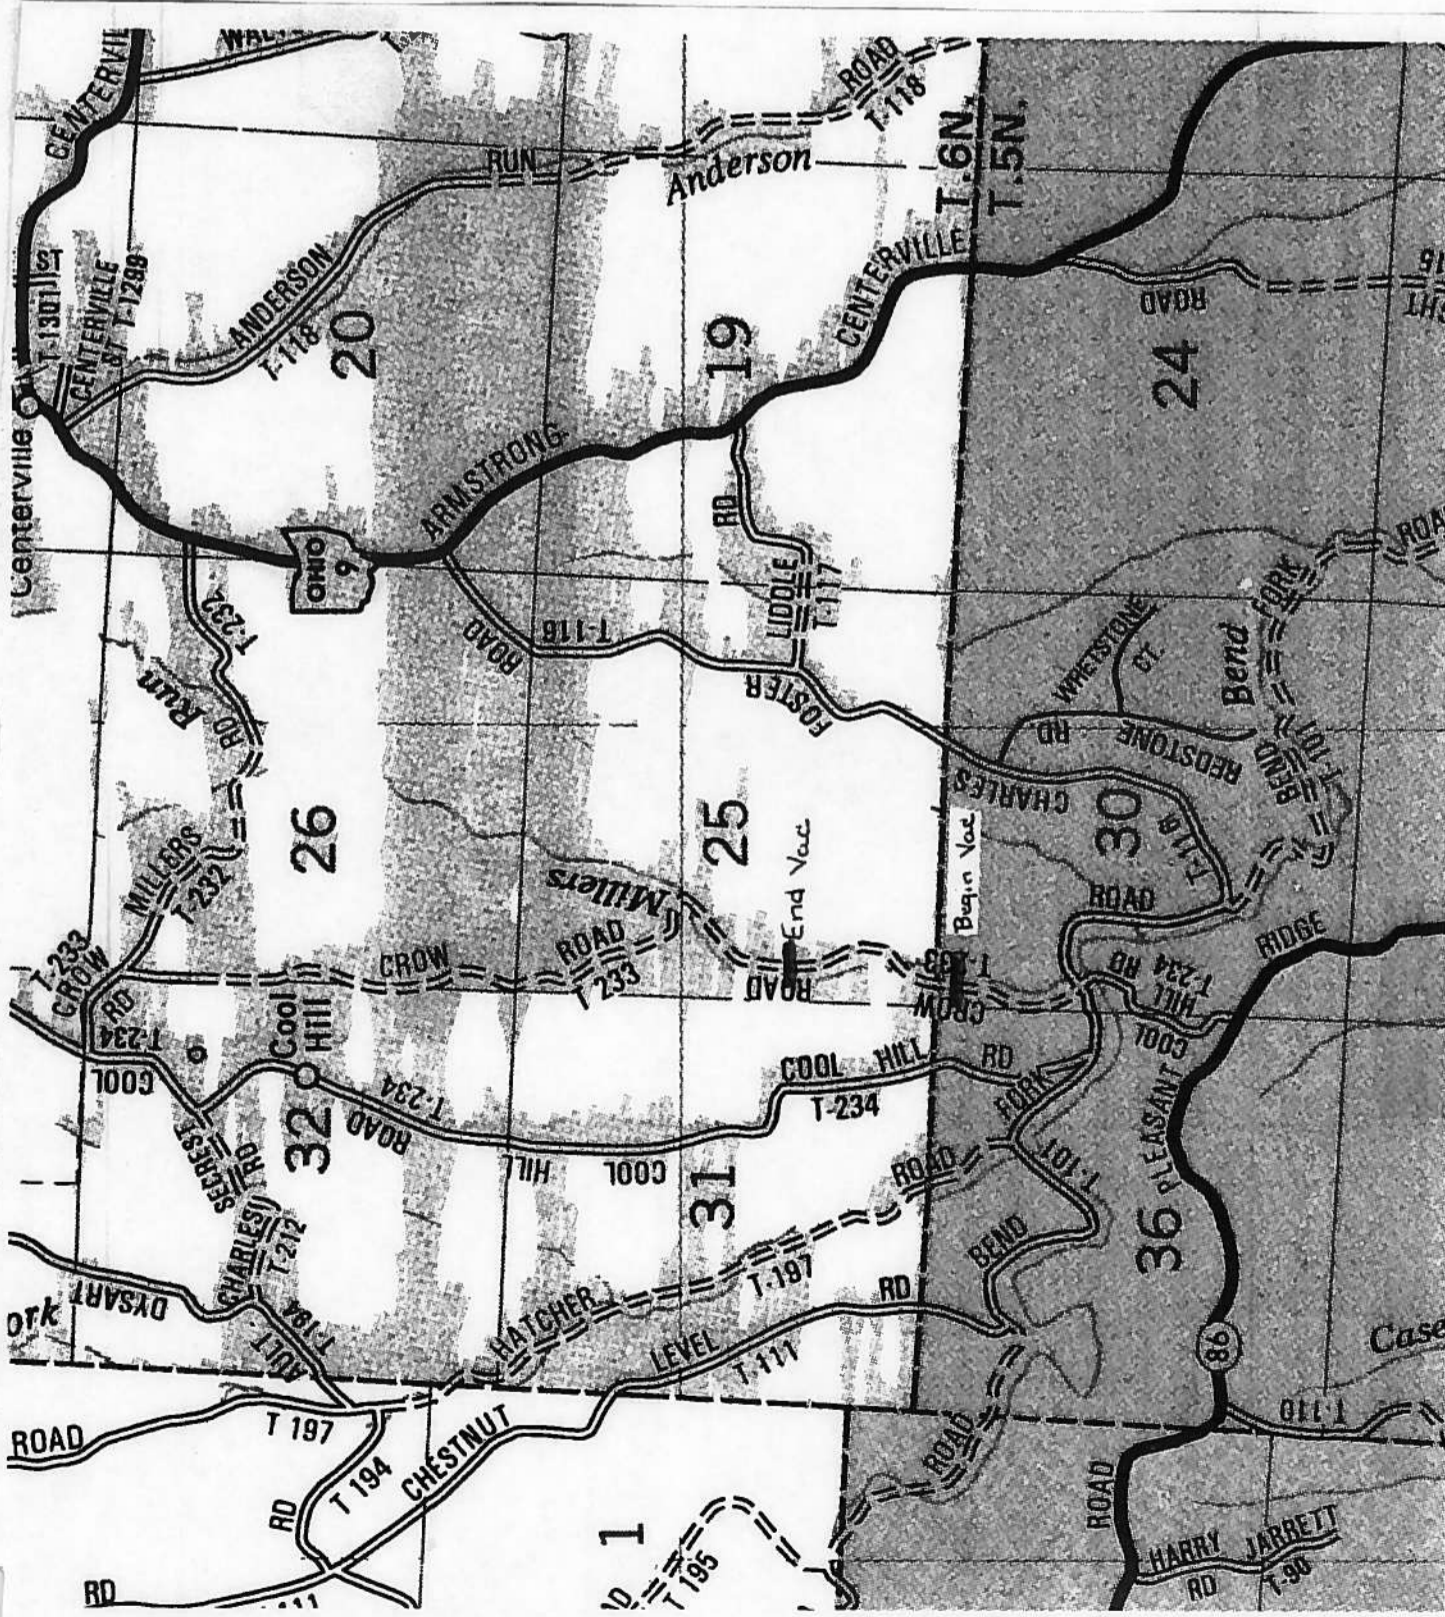 CENTERVIL
T-1301 ST
CENTERVILLE
ST T-1299
Centerville
RUN
ANDERSON
T-118
Anderson
ROAD
T-118
T.6N.
T.5N.
20
19
24
CENTERVILLE
ARMSTRONG
OHIO
9
ROAD
RD
LIDDLE
T-117
ROAD
T-116
FOSTER
T-232
Run
RD
MILLERS
T-232
26
25
End Vac
Begin Vac
Millers
WHETSTONE
CT.
RD
REDSTONE
Bend
FORK
ROA
BEND
T-101
CHARLES
30
T-116
ROAD
T-233
CROW
RD
T-234
COOL
CROW
ROAD
T 233
ROAD
T-233
CROW
RD
T-234
HILL
COOL
RIDGE
Cool
Hill
T-234
ROAD
32
COOL HILL RD
T-234
HILL
COOL
31
FORK
SECREST
RD
CHARLES
T-212
ROAD
T-101
BEND
36
PLEASANT
DYSART
ork
AULT
T-194
HATCHER
T-197
LEVEL
T-111
RD
86
Case
T-110
ROAD
T 197
T 194
RD
CHESTNUT
ROAD
1
T 195
RD
ROAD
HARRY JARRETT
RD
T-90